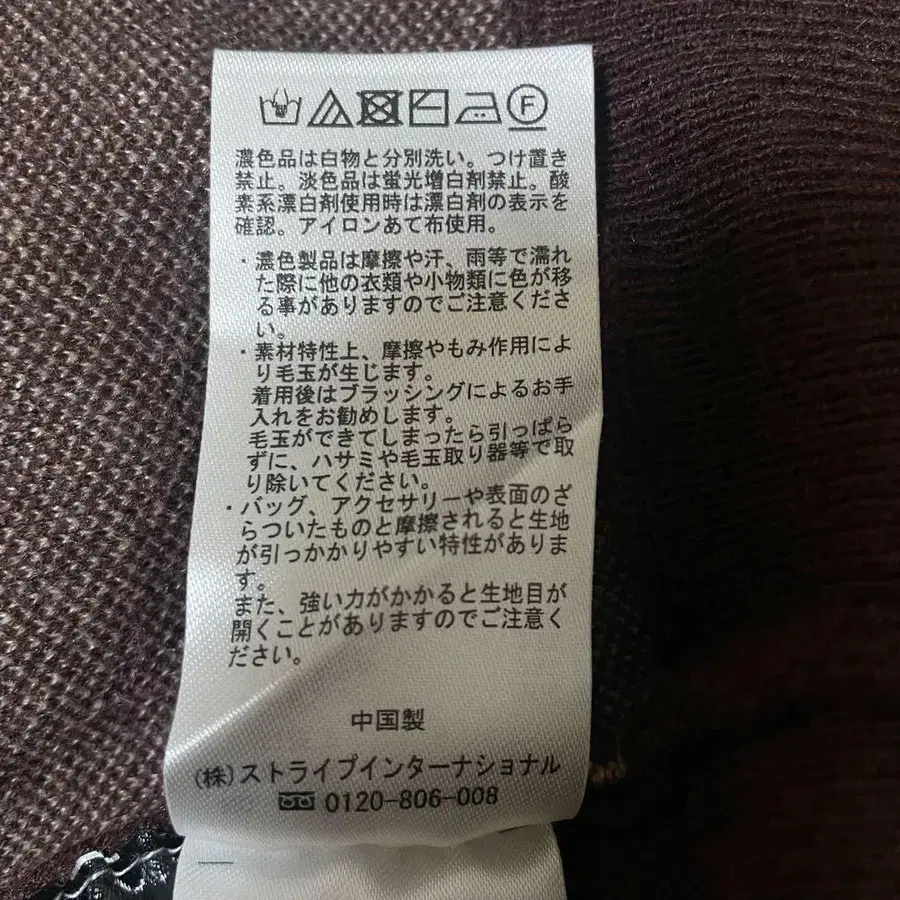 F
濃色品は白物と分別洗い。つけ置き
禁止。淡色品は蛍光増白剤禁止。酸
素系漂白剤使用時は漂白剤の表示を
確認。アイロンあて布使用。
・濃色製品は摩擦や汗、雨等で濡れ
た際に他の衣類や小物類に色が移
る事がありますのでご注意くださ
い。
・素材特性上、摩擦やもみ作用によ
り毛玉が生じます。
着用後はブラッシングによるお手
入れをお勧めします。
毛玉ができてしまったら引っぱら
ずに、ハサミや毛玉取り器等で取
り除いてください。
・バッグ、アクセサリーや表面のざ
らついたものと摩擦されると生地
が引っかかりやすい特性がありま
す。
また、強い力がかかると生地目が
開くことがありますのでご注意く
ださい。
中国製
(株)ストライプインターナショナル
0120-806-008